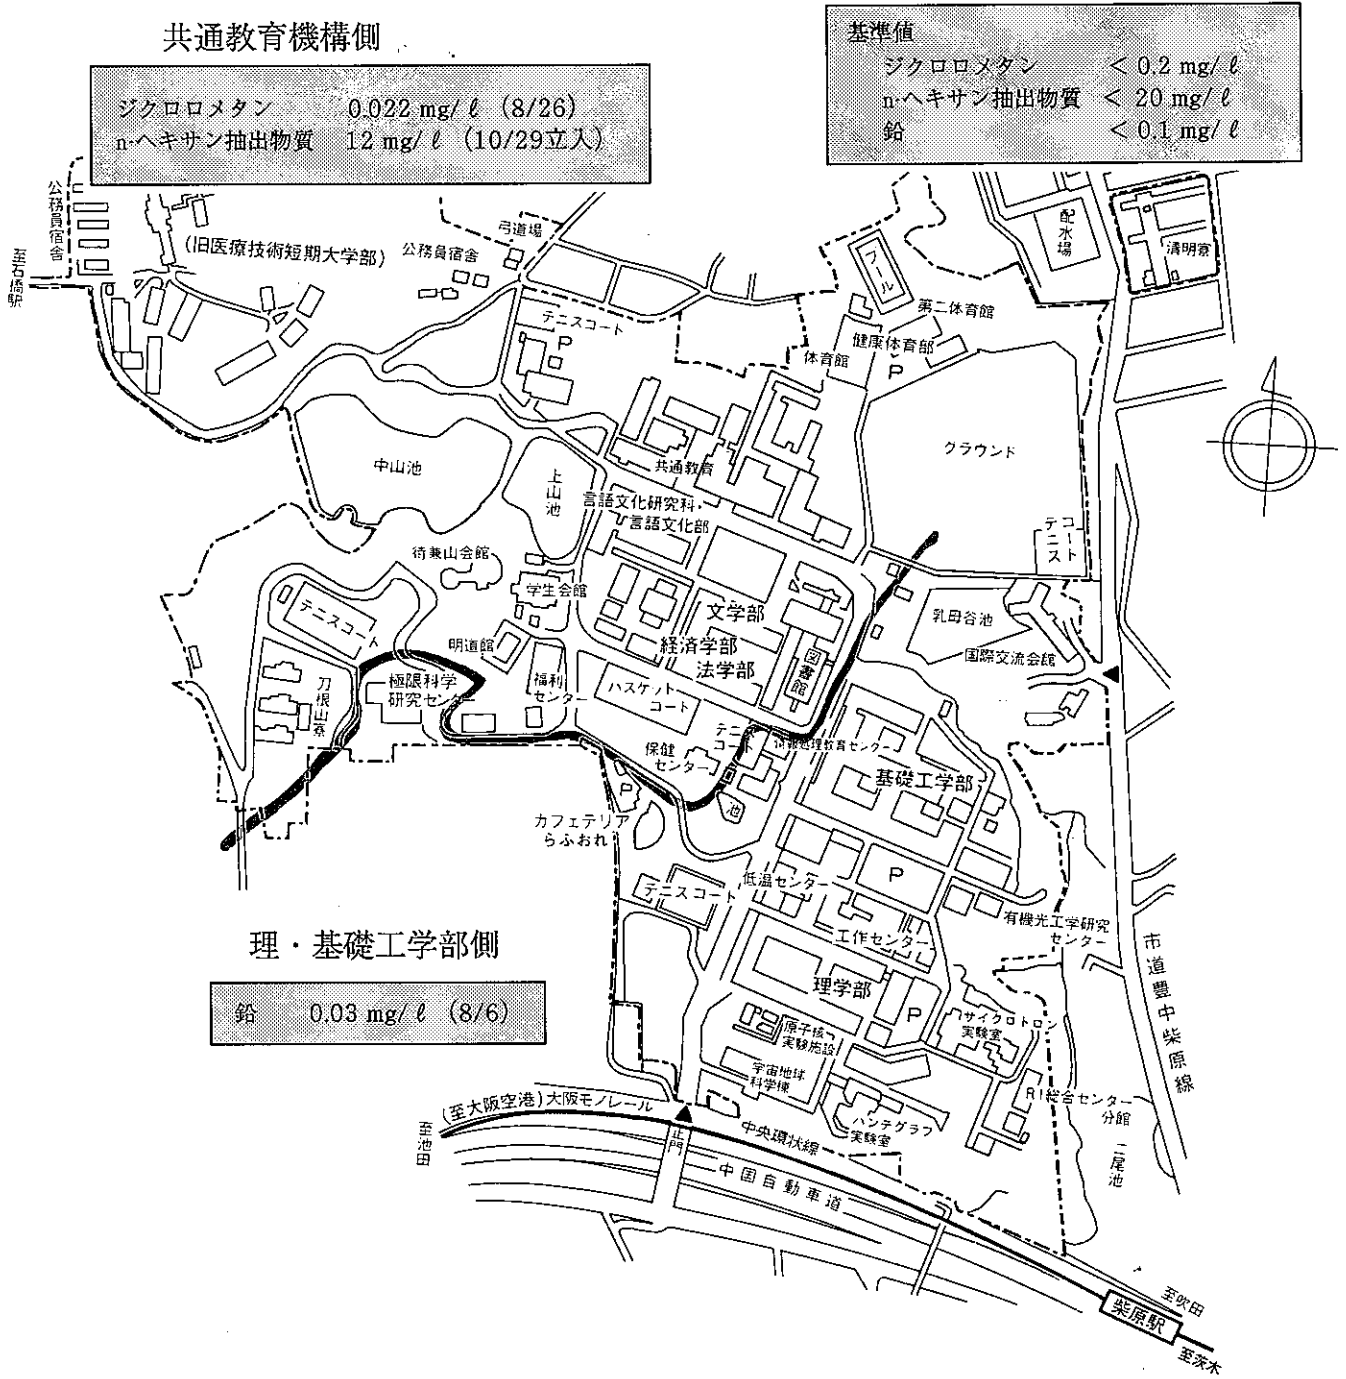 共通教育機構側
ジクロロメタン 0.022 mg/ℓ (8/26)
n-ヘキサン抽出物質 12 mg/ℓ (10/29立入)
基準値
ジクロロメタン < 0.2 mg/ℓ
n-ヘキサン抽出物質 < 20 mg/ℓ
鉛 < 0.1 mg/ℓ
公務員宿舎
至石橋駅
(旧医療技術短期大学部)
公務員宿舎
弓道場
テニスコート
P
プール
第二体育館
健康体育部
体育館
P
配水場
清明寮
グラウンド
中山池
上山池
共通教育
言語文化研究科・
言語文化部
テニス
コート
待兼山会館
学生会館
テニスコート
明道館
文学部
経済学部
法学部
図書館
乳母谷池
国際交流会館
刀根山寮
極限科学
研究センター
福利
センター
バスケット
コート
テニス
コート
情報処理教育センター
保健
センター
基礎工学部
P
池
カフェテリア
らふおれ
テニスコート
低温センター
P
有機光工学研究
センター
工作センター
理・基礎工学部側
鉛 0.03 mg/ℓ (8/6)
理学部
P
サイクロトロン
実験室
原子核
実験施設
宇宙地球
科学棟
市道豊中柴原線
RI総合センター
分館
バンデグラフ
実験室
(至大阪空港)大阪モノレール
至池田
正門
中央環状線
中国自動車道
二尾池
柴原駅
至吹田
至茨木